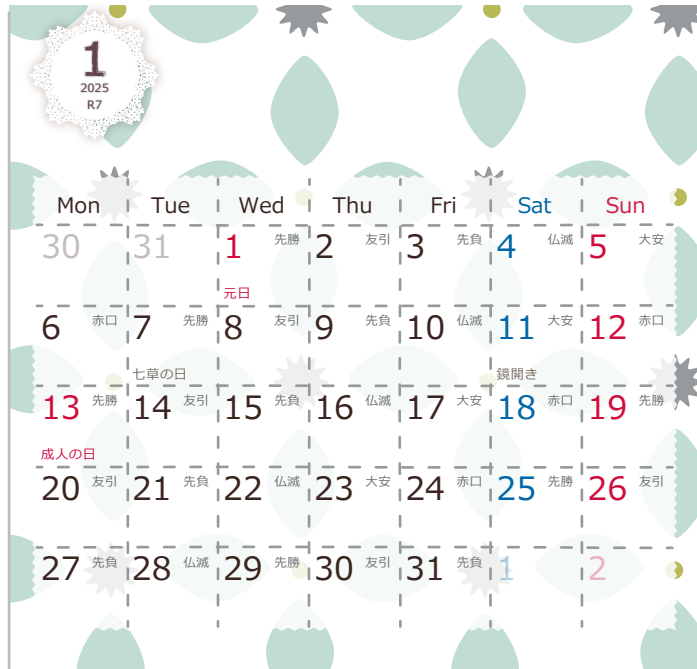 1
2025
R7
Mon Tue Wed Thu Fri Sat Sun
30 31 1 先勝 2 友引 3 先負 4 仏滅 5 大安
元日
6 赤口 7 先勝 8 友引 9 先負 10 仏滅 11 大安 12 赤口
七草の日 鏡開き
13 先勝 14 友引 15 先負 16 仏滅 17 大安 18 赤口 19 先勝
成人の日
20 友引 21 先負 22 仏滅 23 大安 24 赤口 25 先勝 26 友引
27 先負 28 仏滅 29 先勝 30 友引 31 先負 1 2